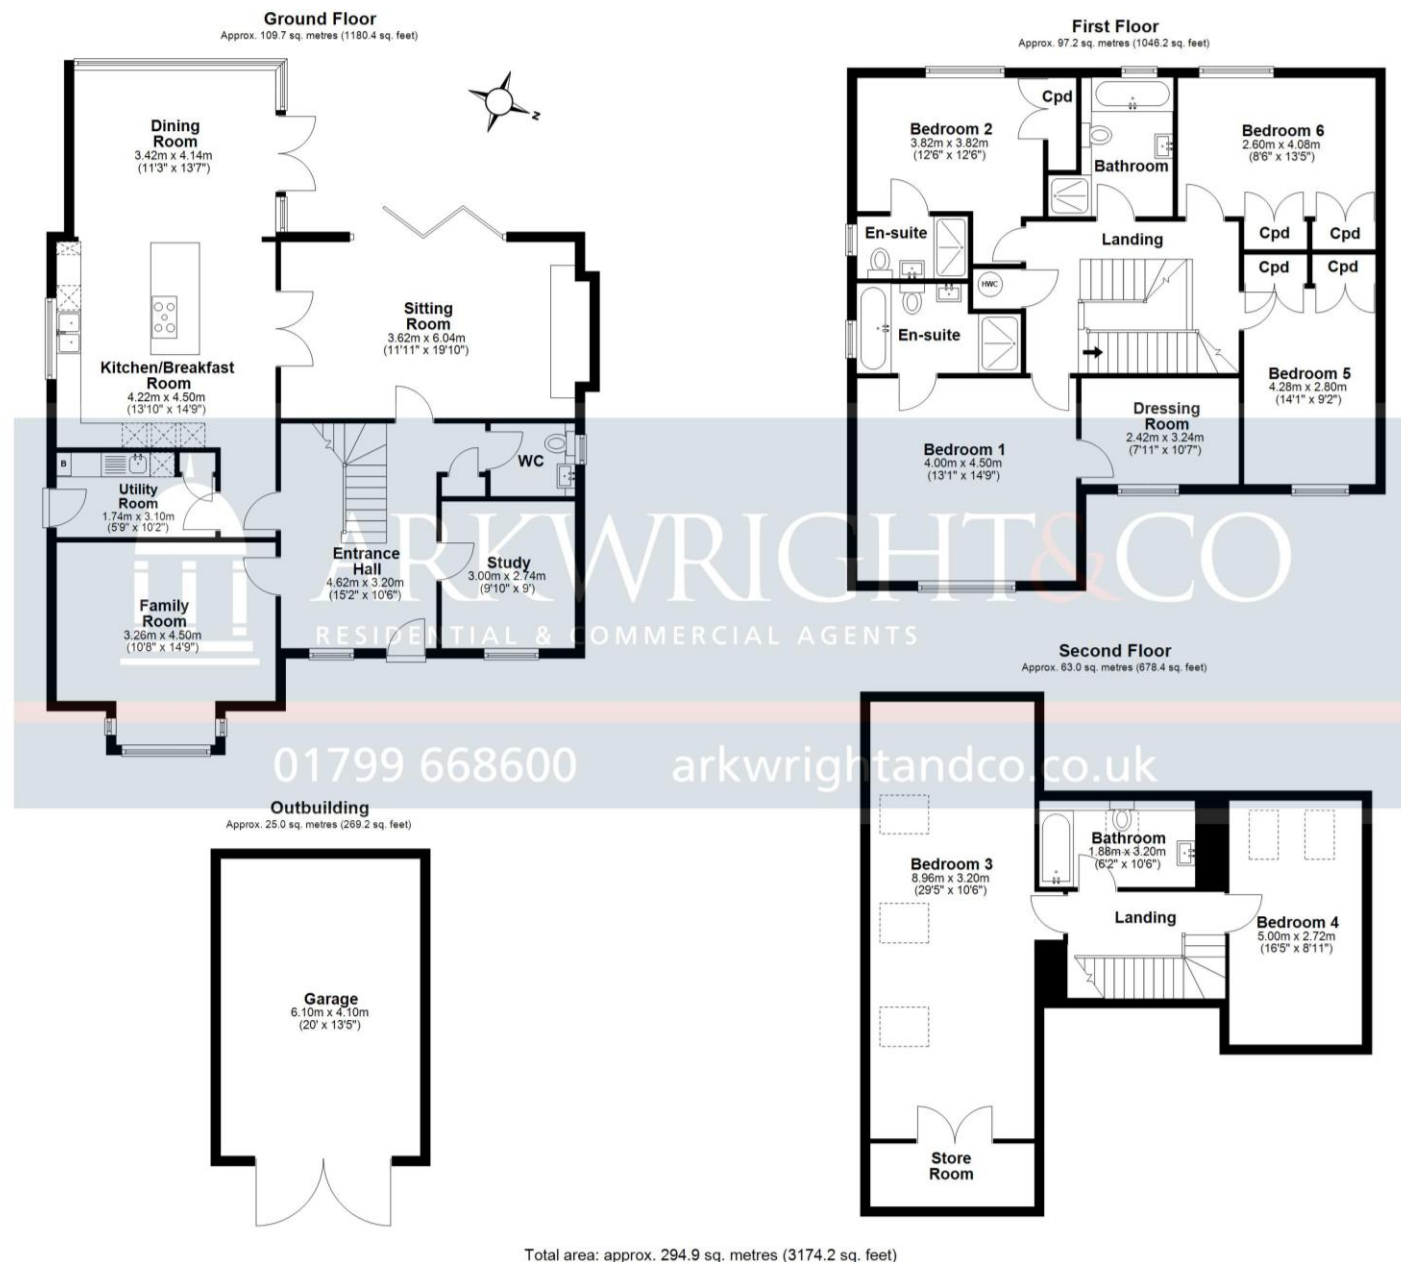 Ground Floor
Approx. 109.7 sq. metres (1180.4 sq. feet)
N
Dining
Room
3.42m x 4.14m
(11'3" x 13'7")
Sitting
Room
3.62m x 6.04m
(11'11" x 19'10")
Kitchen/Breakfast
Room
4.22m x 4.50m
(13'10" x 14'9")
B
Utility
Room
1.74m x 3.10m
(5'9" x 10'2")
WC
Entrance
Hall
4.62m x 3.20m
(15'2" x 10'6")
Study
3.00m x 2.74m
(9'10" x 9')
Family
Room
3.26m x 4.50m
(10'8" x 14'9")
First Floor
Approx. 97.2 sq. metres (1046.2 sq. feet)
Bedroom 2
3.82m x 3.82m
(12'6" x 12'6")
Cpd
Bathroom
Bedroom 6
2.60m x 4.08m
(8'6" x 13'5")
En-suite
Landing
Cpd
Cpd
Cpd
Cpd
HWC
En-suite
Bedroom 5
4.28m x 2.80m
(14'1" x 9'2")
Dressing
Room
2.42m x 3.24m
(7'11" x 10'7")
Bedroom 1
4.00m x 4.50m
(13'1" x 14'9")
ARKWRIGHT&CO
RESIDENTIAL & COMMERCIAL AGENTS
01799 668600 arkwrightandco.co.uk
Second Floor
Approx. 63.0 sq. metres (678.4 sq. feet)
Bathroom
1.88m x 3.20m
(6'2" x 10'6")
Bedroom 3
8.96m x 3.20m
(29'5" x 10'6")
Landing
Bedroom 4
5.00m x 2.72m
(16'5" x 8'11")
Store
Room
Outbuilding
Approx. 25.0 sq. metres (269.2 sq. feet)
Garage
6.10m x 4.10m
(20' x 13'5")
Total area: approx. 294.9 sq. metres (3174.2 sq. feet)